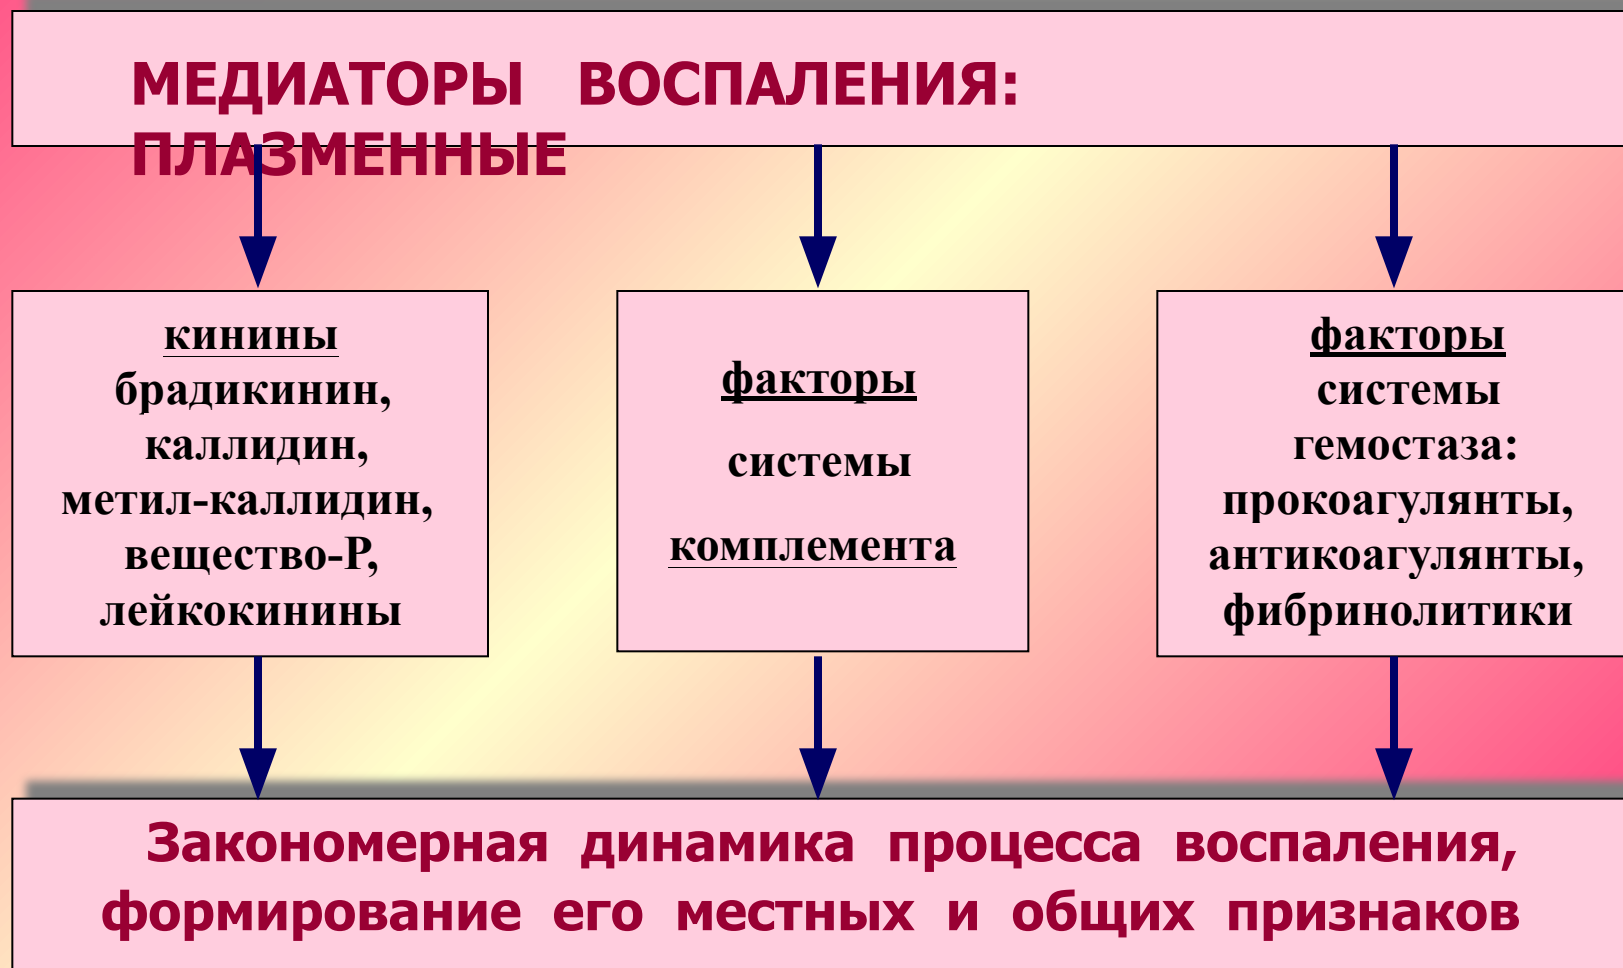 МЕДИАТОРЫ ВОСПАЛЕНИЯ:
ПЛАЗМЕННЫЕ
кинины
брадикинин,
каллидин,
метил-каллидин,
вещество-Р,
лейкокинины
факторы
системы
комплемента
факторы
системы
гемостаза:
прокоагулянты,
антикоагулянты,
фибринолитики
Закономерная динамика процесса воспаления,
формирование его местных и общих признаков